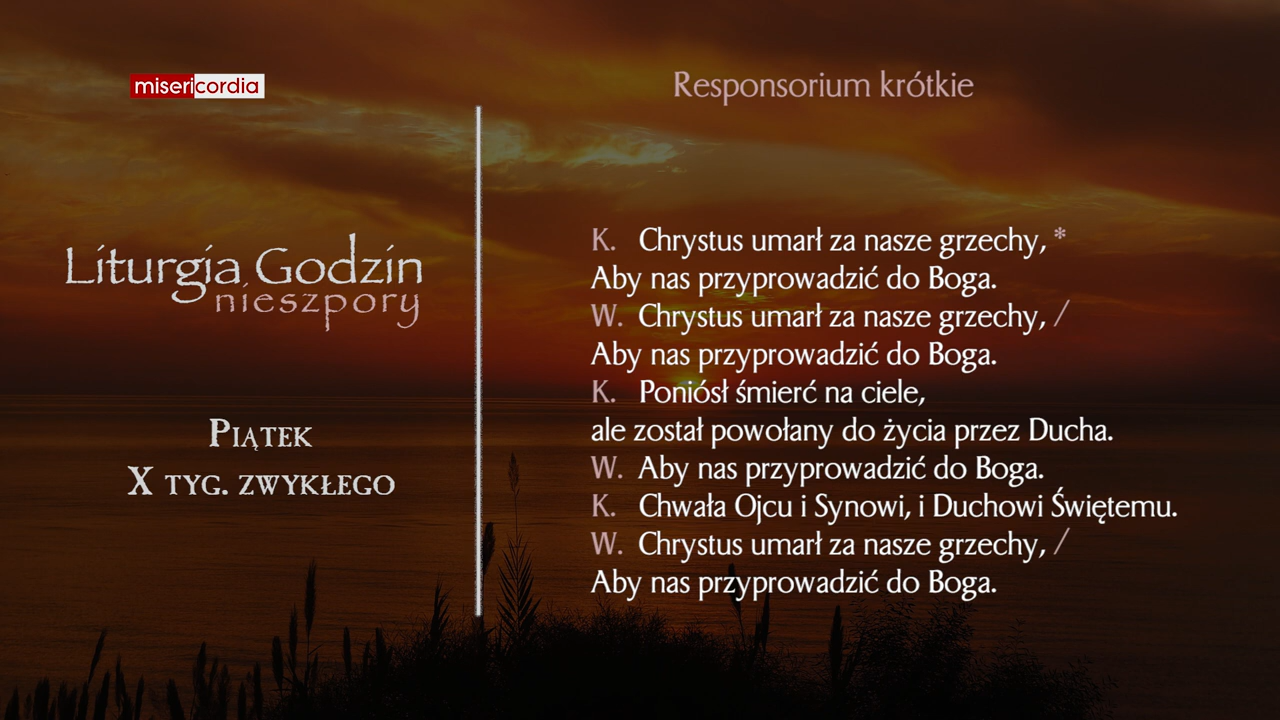 misericordia
Liturgia Godzin
nieszpory
Piątek
X tyg. zwykłego
Responsorium krótkie
K. Chrystus umarł za nasze grzechy, *
Aby nas przyprowadzić do Boga.
W. Chrystus umarł za nasze grzechy, /
Aby nas przyprowadzić do Boga.
K. Poniósł śmierć na ciele,
ale został powołany do życia przez Ducha.
W. Aby nas przyprowadzić do Boga.
K. Chwała Ojcu i Synowi, i Duchowi Świętemu.
W. Chrystus umarł za nasze grzechy, /
Aby nas przyprowadzić do Boga.